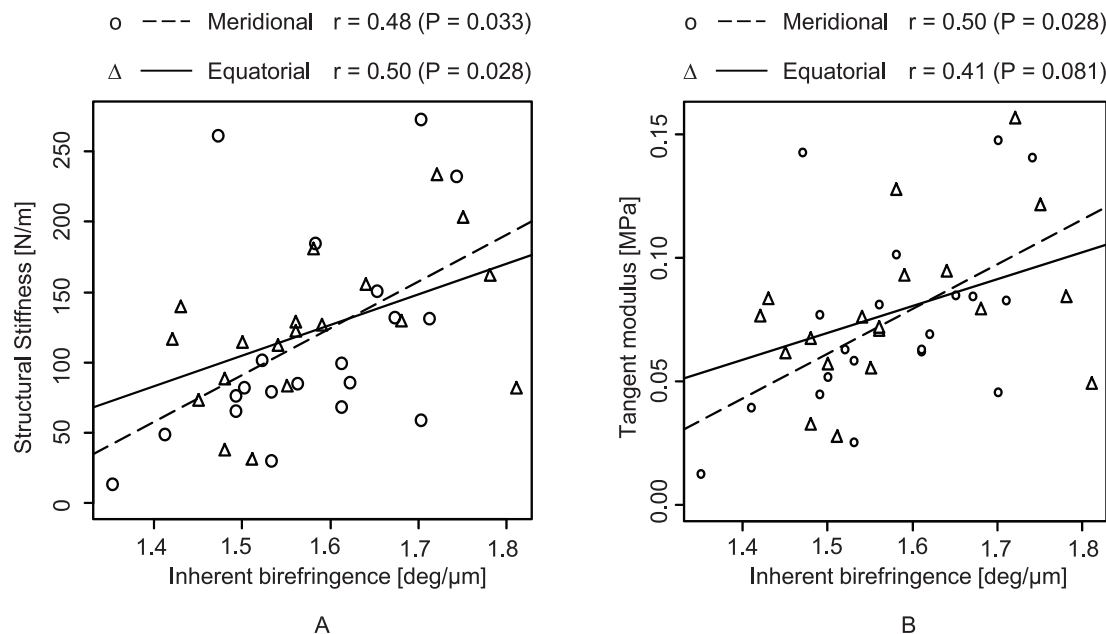 o Meridional r = 0.48 (P = 0.033)
Δ Equatorial r = 0.50 (P = 0.028)
Structural Stiffness [N/m]
250
200
150
100
50
0
1.4 1.5 1.6 1.7 1.8
Inherent birefringence [deg/µm]
A
o Meridional r = 0.50 (P = 0.028)
Δ Equatorial r = 0.41 (P = 0.081)
Tangent modulus [MPa]
0.15
0.10
0.05
0.00
1.4 1.5 1.6 1.7 1.8
Inherent birefringence [deg/µm]
B